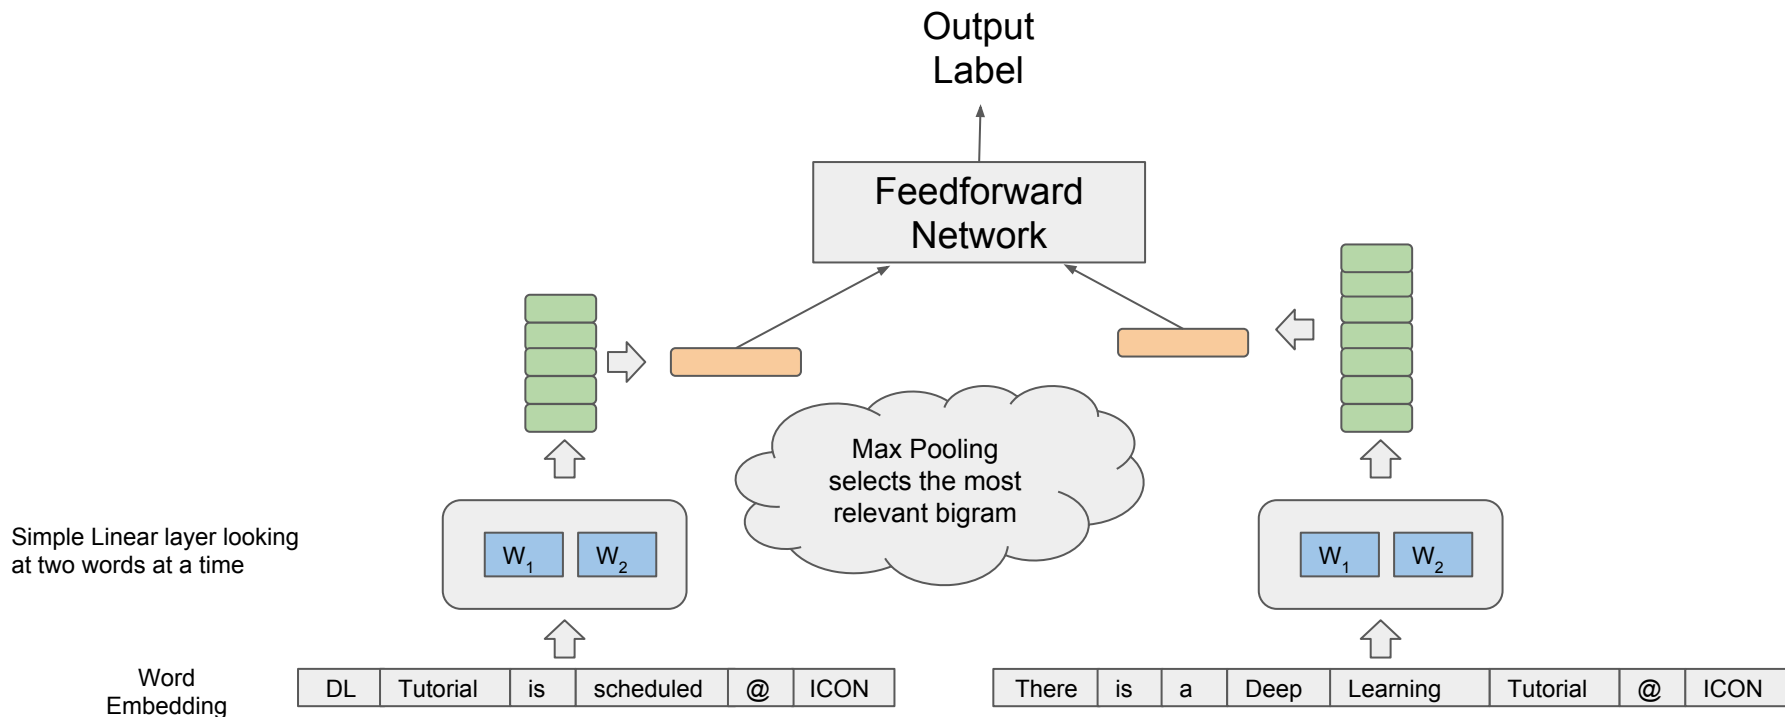 Output
Label
Feedforward
Network
Max Pooling
selects the most
relevant bigram
Simple Linear layer looking
at two words at a time
W1 W2
W1 W2
Word
Embedding
DL Tutorial is scheduled @ ICON
There is a Deep Learning Tutorial @ ICON